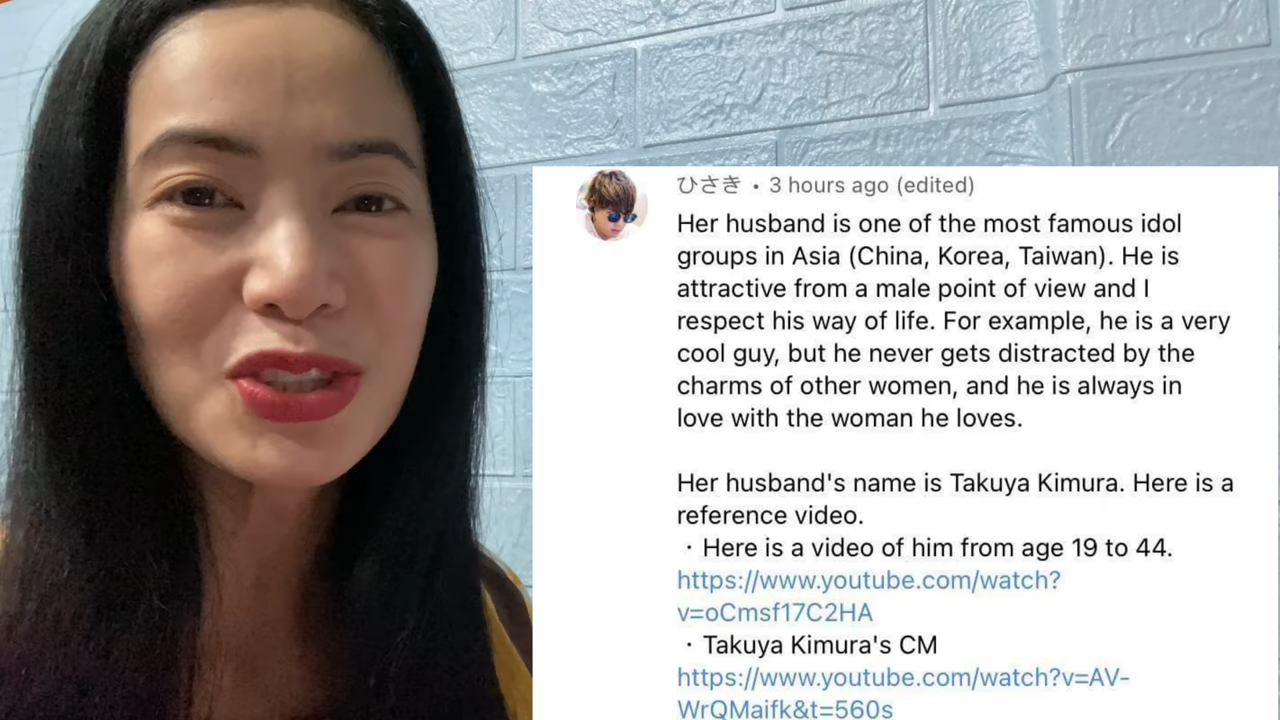 ひさき • 3 hours ago (edited)
Her husband is one of the most famous idol
groups in Asia (China, Korea, Taiwan). He is
attractive from a male point of view and I
respect his way of life. For example, he is a very
cool guy, but he never gets distracted by the
charms of other women, and he is always in
love with the woman he loves.
Her husband's name is Takuya Kimura. Here is a
reference video.
・Here is a video of him from age 19 to 44.
https://www.youtube.com/watch?
v=oCmsf17C2HA
・Takuya Kimura's CM
https://www.youtube.com/watch?v=AV-
WrQMaifk&t=560s